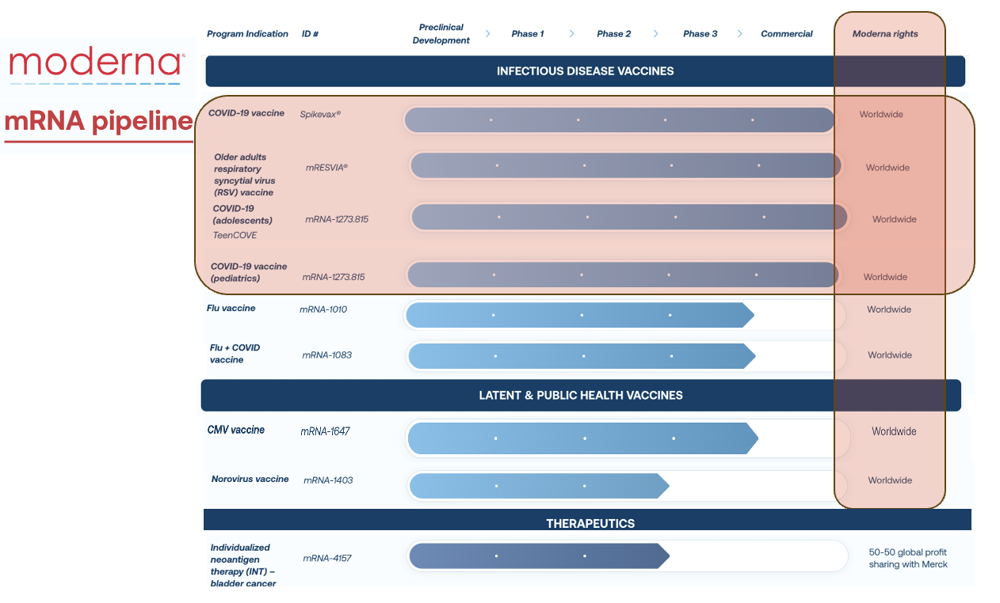 moderna®
mRNA pipeline
Program Indication ID # Preclinical Development Phase 1 Phase 2 Phase 3 Commercial Moderna rights
INFECTIOUS DISEASE VACCINES
COVID-19 vaccine Spikevax® Worldwide
Older adults
respiratory
syncytial virus
(RSV) vaccine
mRESVIA® Worldwide
COVID-19
(adolescents)
TeenCOVE
mRNA-1273.815 Worldwide
COVID-19 vaccine
(pediatrics)
mRNA-1273.815 Worldwide
Flu vaccine mRNA-1010 Worldwide
Flu + COVID
vaccine
mRNA-1083 Worldwide
LATENT & PUBLIC HEALTH VACCINES
CMV vaccine mRNA-1647 Worldwide
Norovirus vaccine mRNA-1403 Worldwide
THERAPEUTICS
Individualized
neoantigen
therapy (INT) –
bladder cancer
mRNA-4157
50-50 global profit
sharing with Merck